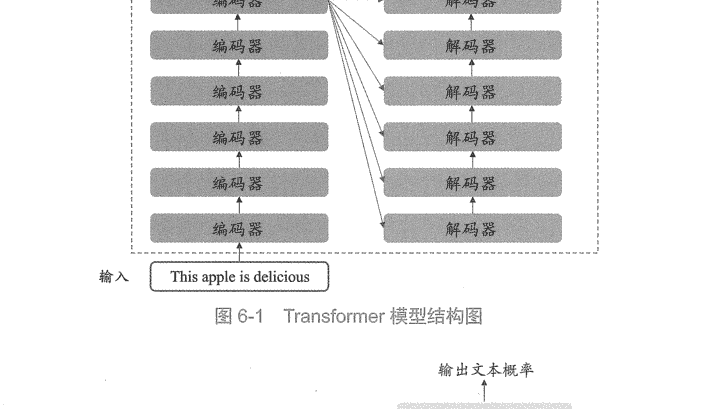 编码器 解码器
编码器 解码器
编码器 解码器
编码器 解码器
编码器 解码器
编码器 解码器
输入 This apple is delicious
图 6-1 Transformer 模型结构图
输出文本概率